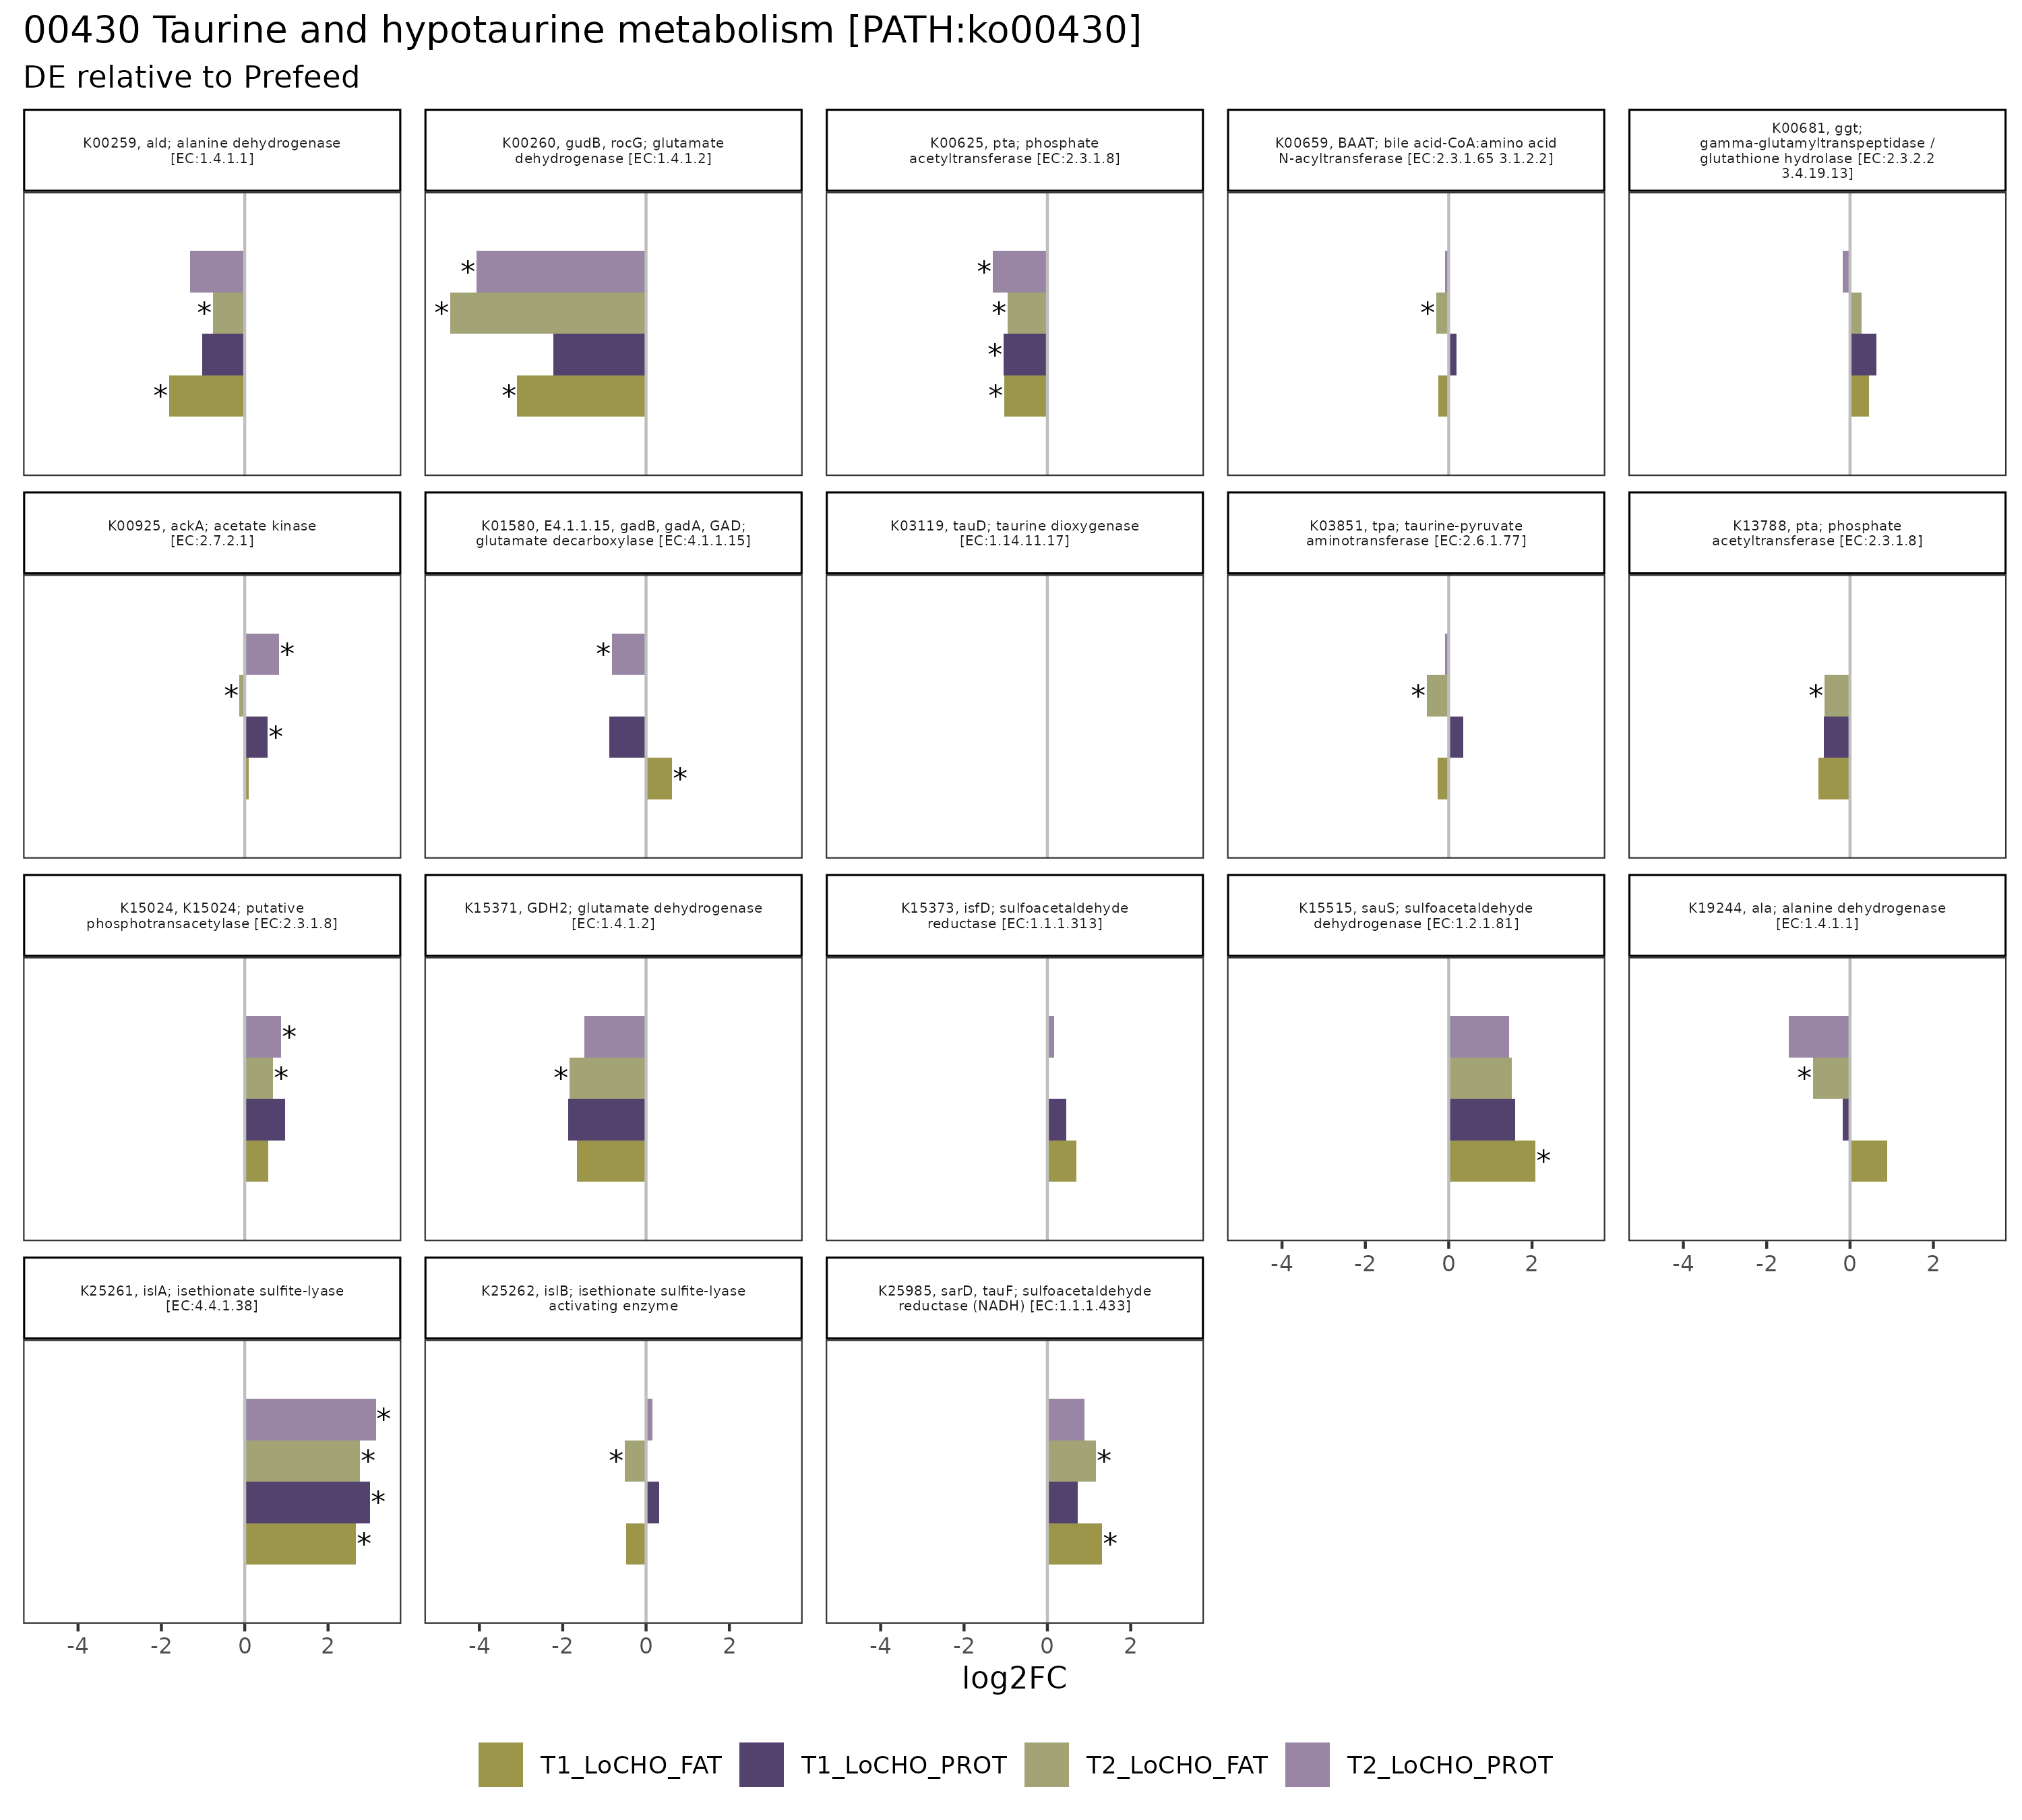 00430 Taurine and hypotaurine metabolism [PATH:ko00430]
DE relative to Prefeed
K00259, ald; alanine dehydrogenase
[EC:1.4.1.1]
K00260, gudB, rocG; glutamate
dehydrogenase [EC:1.4.1.2]
K00625, pta; phosphate
acetyltransferase [EC:2.3.1.8]
K00659, BAAT; bile acid-CoA:amino acid
N-acyltransferase [EC:2.3.1.65 3.1.2.2]
K00681, ggt;
gamma-glutamyltranspeptidase /
glutathione hydrolase [EC:2.3.2.2
3.4.19.13]
*
*
*
*
*
*
*
*
*
*
K00925, ackA; acetate kinase
[EC:2.7.2.1]
K01580, E4.1.1.15, gadB, gadA, GAD;
glutamate decarboxylase [EC:4.1.1.15]
K03119, tauD; taurine dioxygenase
[EC:1.14.11.17]
K03851, tpa; taurine-pyruvate
aminotransferase [EC:2.6.1.77]
K13788, pta; phosphate
acetyltransferase [EC:2.3.1.8]
*
*
*
*
*
*
*
K15024, K15024; putative
phosphotransacetylase [EC:2.3.1.8]
K15371, GDH2; glutamate dehydrogenase
[EC:1.4.1.2]
K15373, isfD; sulfoacetaldehyde
reductase [EC:1.1.1.313]
K15515, sauS; sulfoacetaldehyde
dehydrogenase [EC:1.2.1.81]
K19244, ala; alanine dehydrogenase
[EC:1.4.1.1]
*
*
*
*
*
-4 -2 0 2
-4 -2 0 2
K25261, islA; isethionate sulfite-lyase
[EC:4.4.1.38]
K25262, islB; isethionate sulfite-lyase
activating enzyme
K25985, sarD, tauF; sulfoacetaldehyde
reductase (NADH) [EC:1.1.1.433]
*
*
*
*
*
*
*
-4 -2 0 2
-4 -2 0 2
-4 -2 0 2
log2FC
T1_LoCHO_FAT T1_LoCHO_PROT T2_LoCHO_FAT T2_LoCHO_PROT